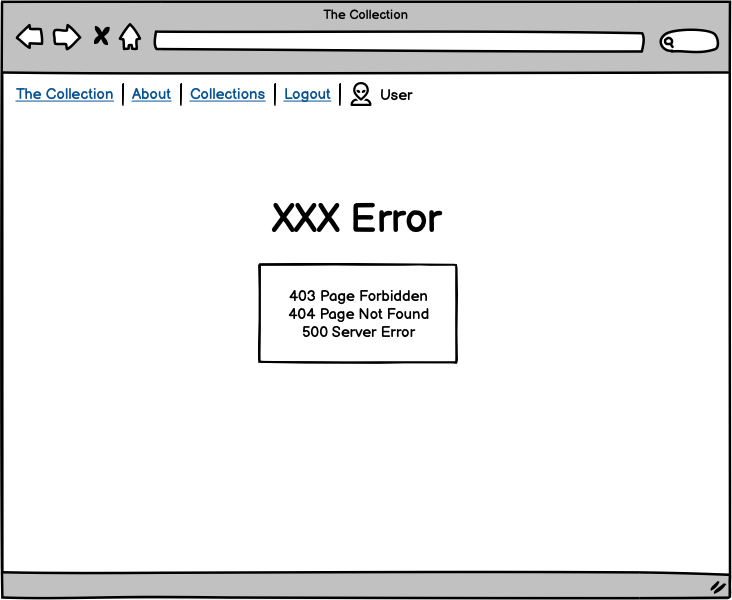 The Collection
The Collection | About | Collections | Logout | User
XXX Error
403 Page Forbidden
404 Page Not Found
500 Server Error